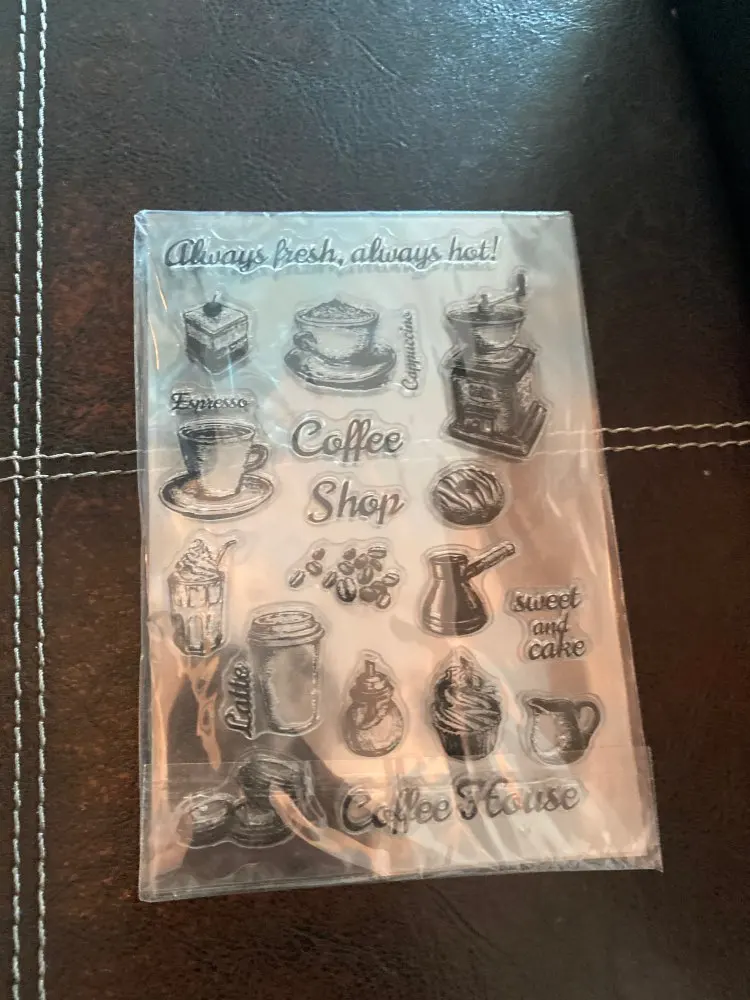 Always fresh, always hot!
Cappuccino
Espresso
Coffee
Shop
sweet
and
cake
Latte
Coffee House